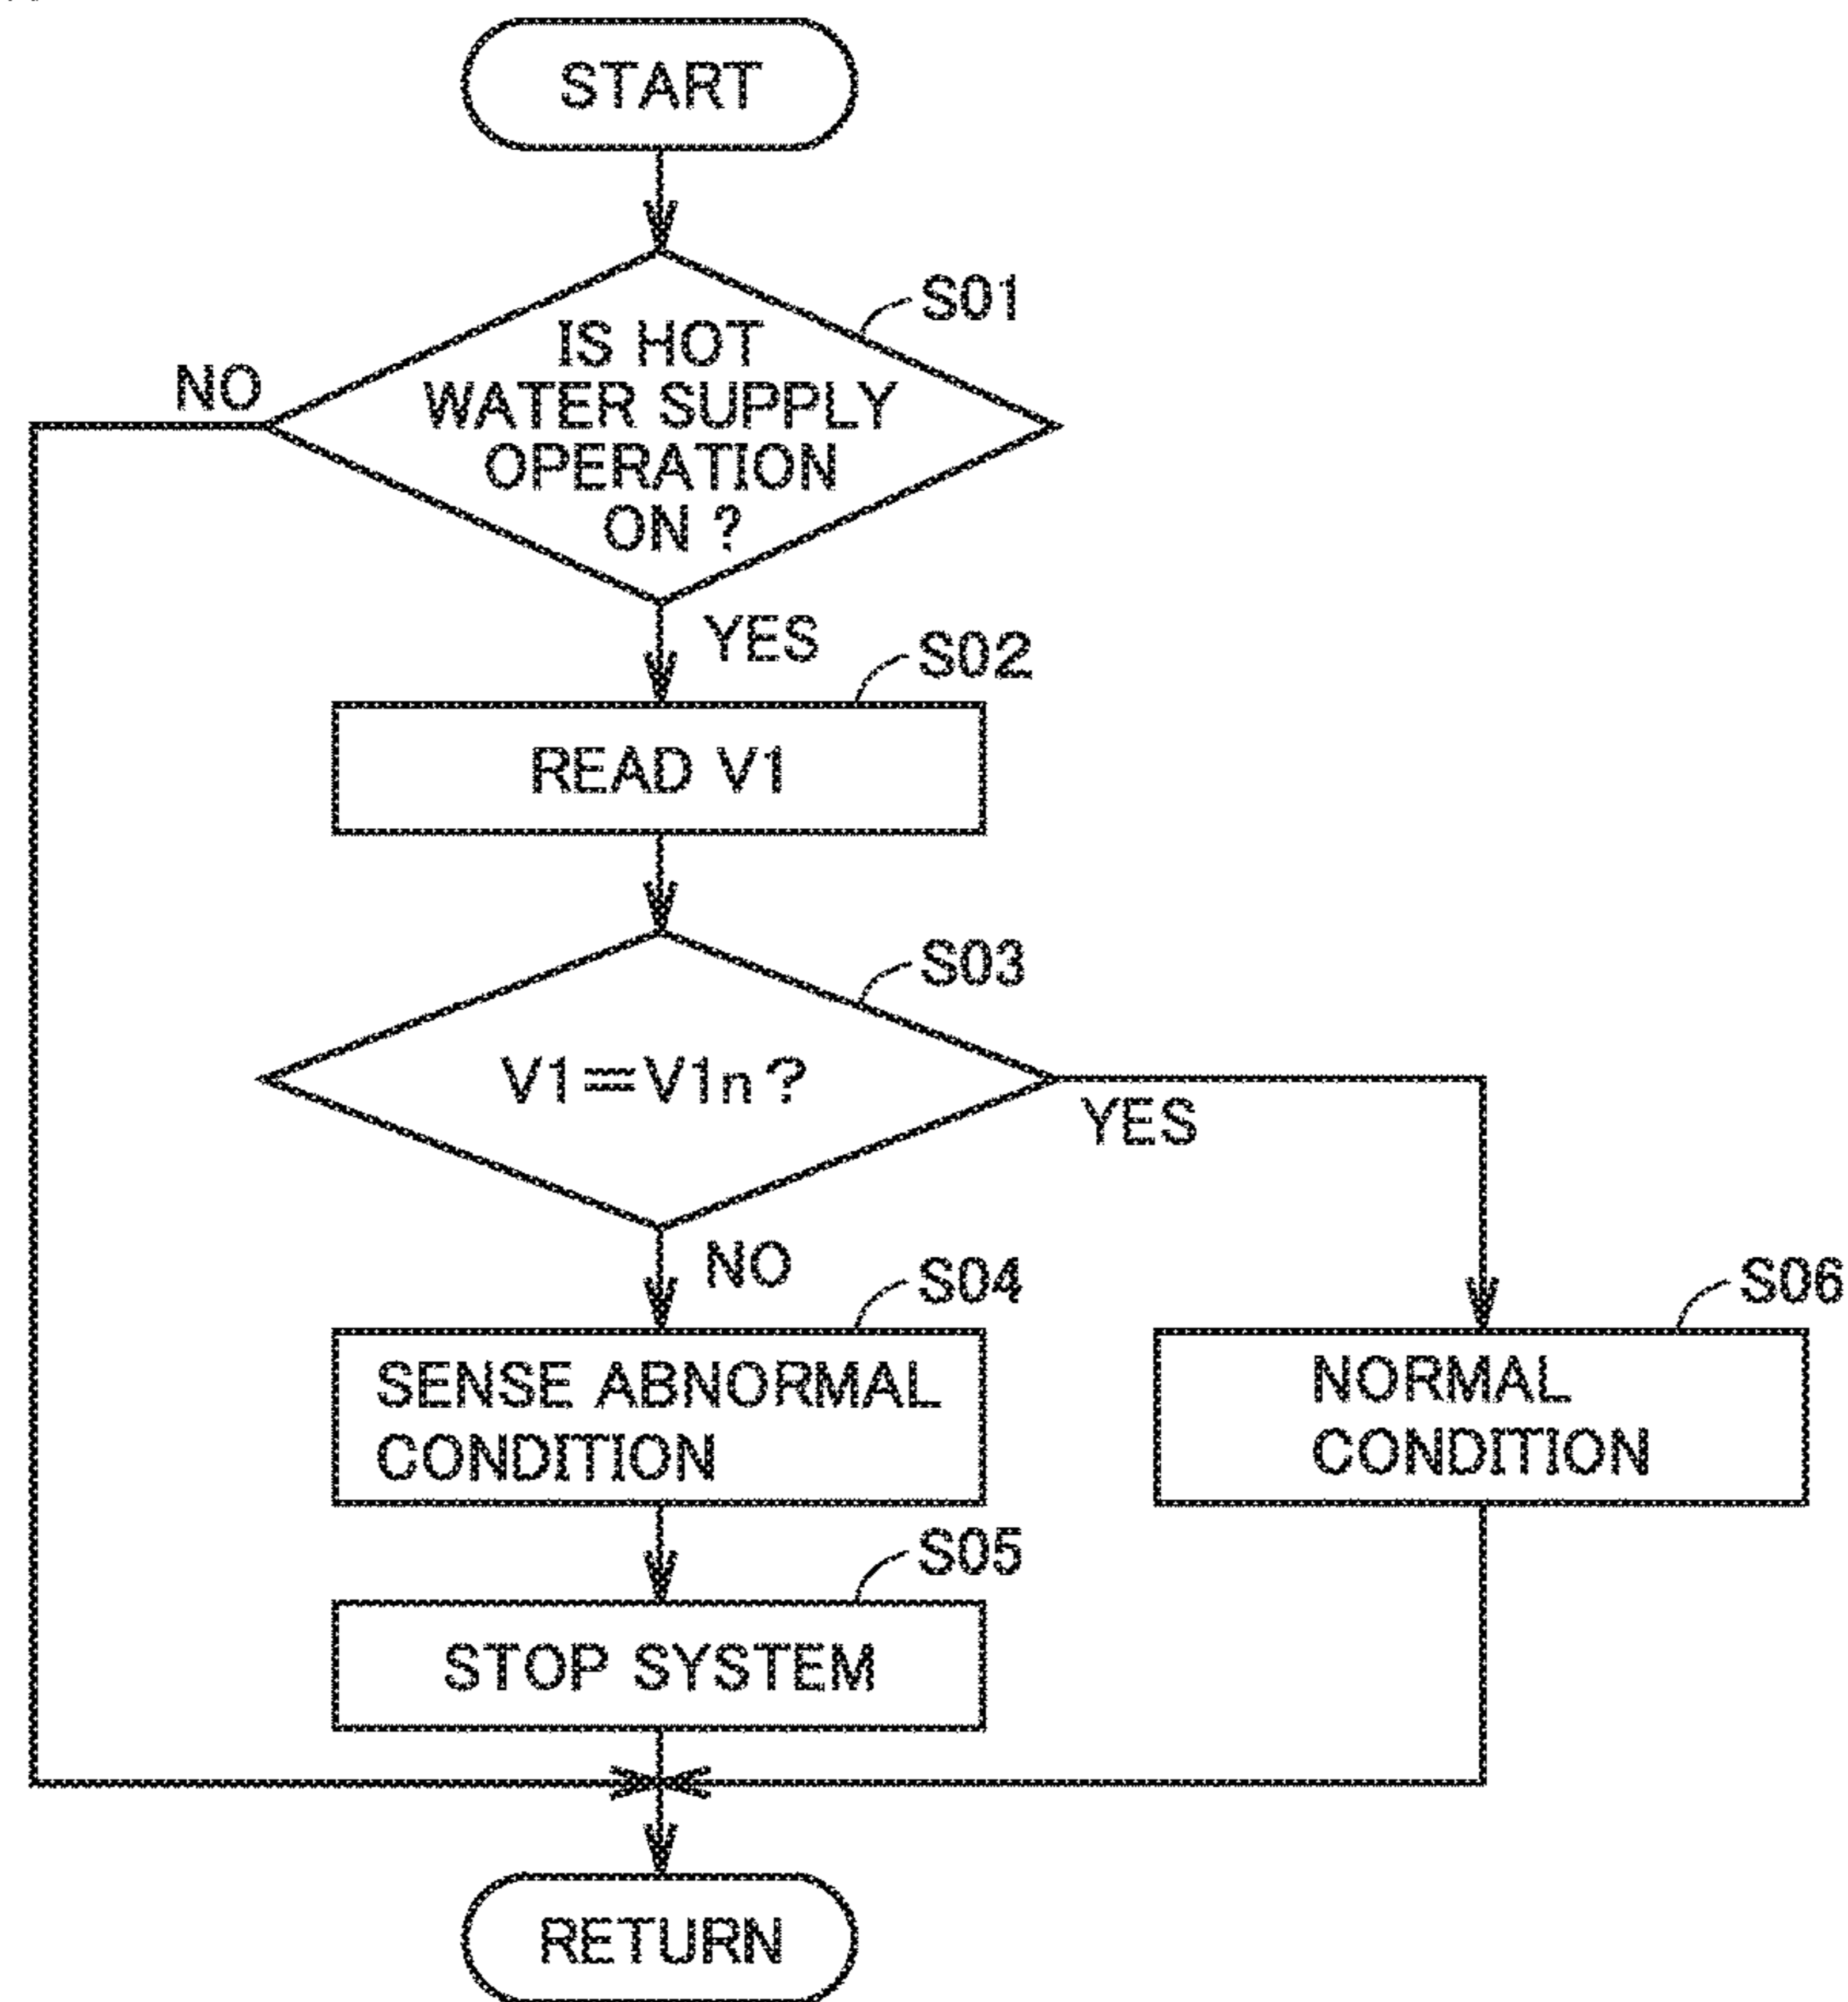 START
S01
IS HOT
WATER SUPPLY
OPERATION
ON ?
NO
YES
S02
READ V1
S03
V1==V1n ?
YES
NO
S04
SENSE ABNORMAL
CONDITION
S06
NORMAL
CONDITION
S05
STOP SYSTEM
RETURN